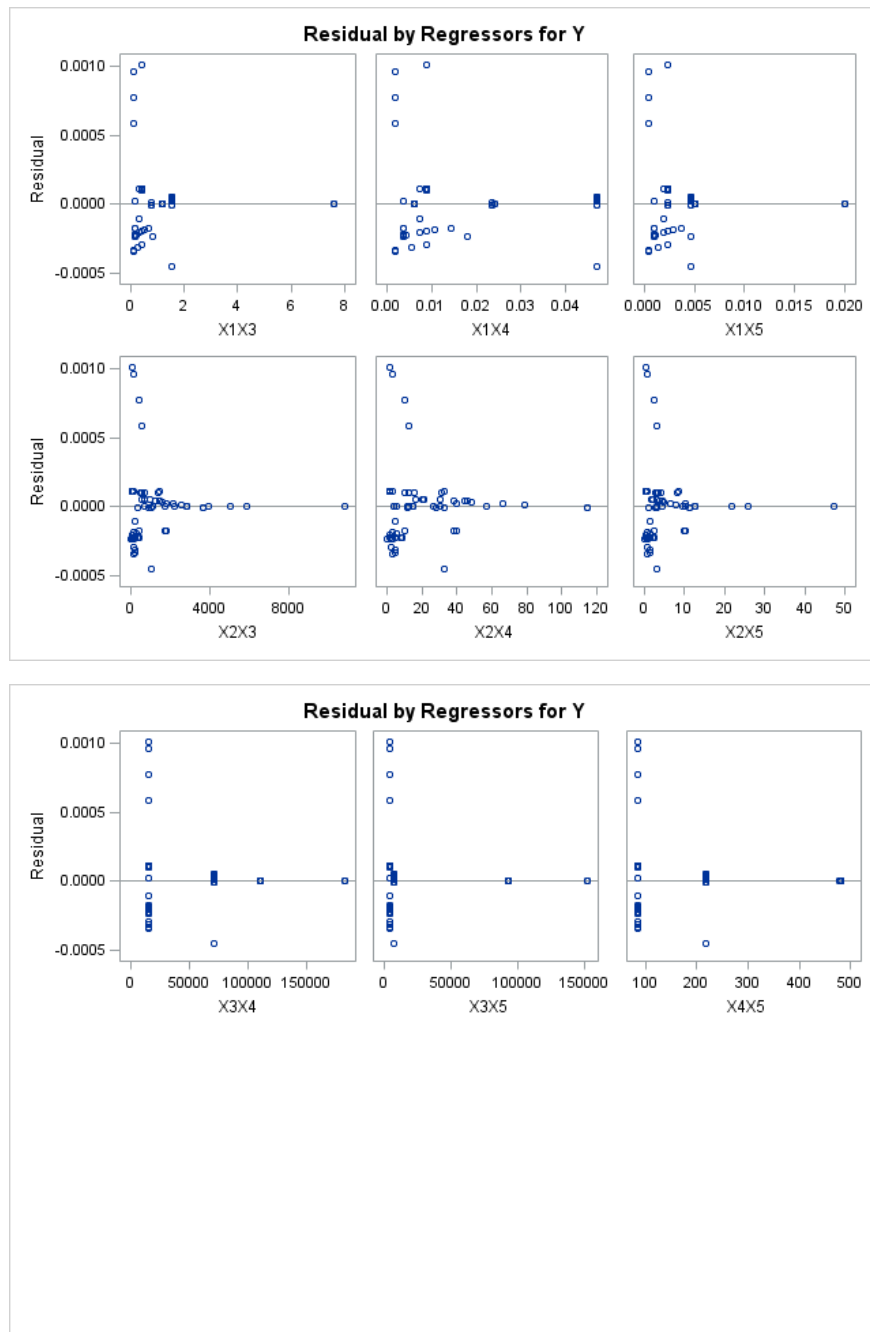 Residual by Regressors for Y
Residual
0.0010
0.0005
0.0000
-0.0005
0 2 4 6 8
X1X3
0.00 0.01 0.02 0.03 0.04
X1X4
0.000 0.005 0.010 0.015 0.020
X1X5
Residual
0.0010
0.0005
0.0000
-0.0005
0 4000 8000
X2X3
0 20 40 60 80 100 120
X2X4
0 10 20 30 40 50
X2X5
Residual by Regressors for Y
Residual
0.0010
0.0005
0.0000
-0.0005
0 50000 100000 150000
X3X4
0 50000 100000 150000
X3X5
100 200 300 400 500
X4X5